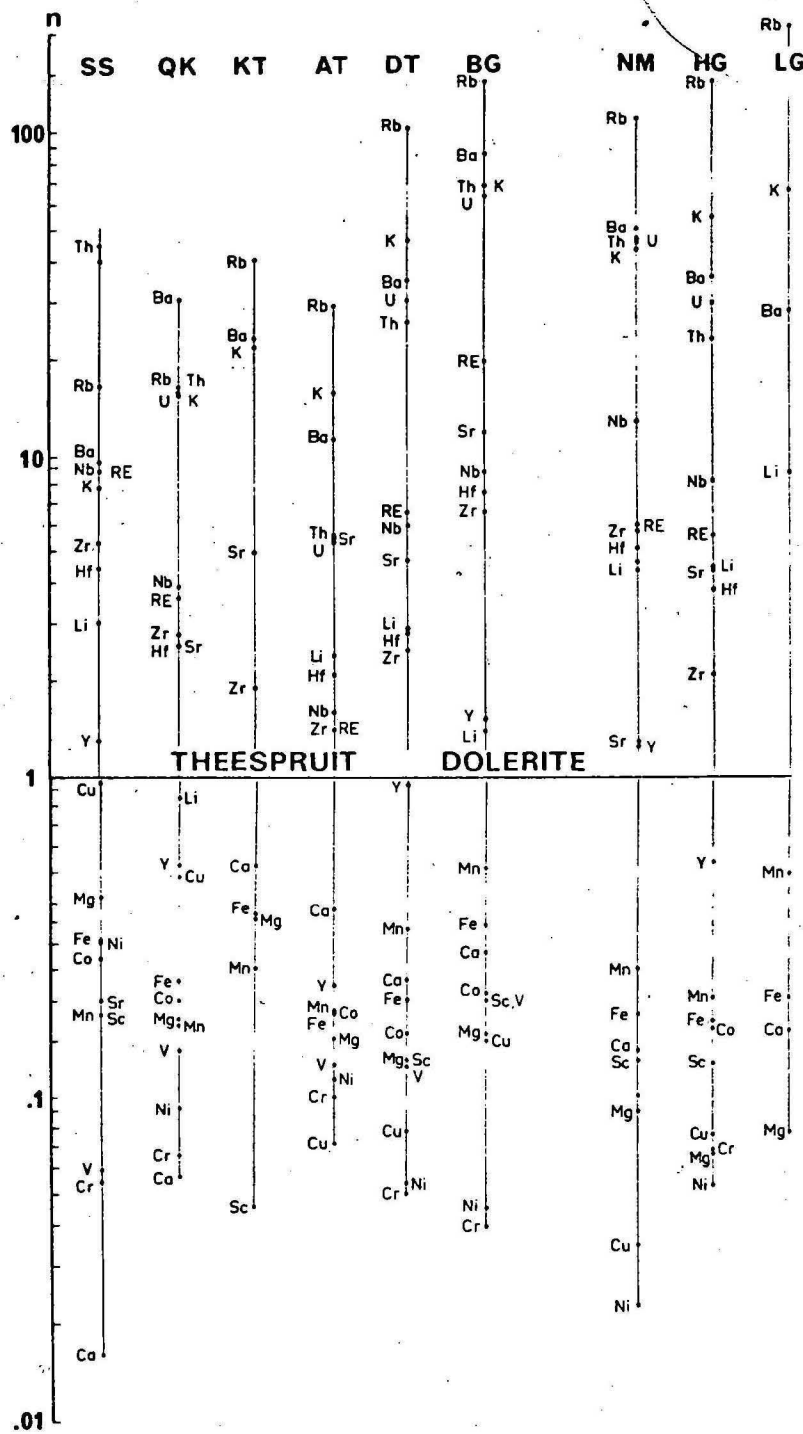 n
SS QK KT AT DT BG NM HG LG
100
10
1
.1
.01
Th
Rb
Ba
Nb RE
K
Zr
Hf
Li
Y
Cu
Mg
Fe Ni
Co
Sr
Mn Sc
V
Cr
Ca
Ba
Rb Th
U K
Nb
RE
Zr
Hf Sr
Li
Y
Cu
Fe
Co
Mg Mn
V
Ni
Cr
Ca
Rb
Ba
K
Sr
Zr
Ca
Fe
Mg
Mn
Sc
Rb
K
Ba
Th Sr
U
Li
Hf
Nb
Zr RE
Ca
Y
Mn Co
Fe
Mg
V
Ni
Cr
Cu
Rb
K
Ba
U
Th
RE
Nb
Sr
Li
Hf
Zr
Y
Mn
Ca
Fe
Co
Mg Sc
V
Cu
Ni
Cr
Rb
Ba
Th K
U
RE
Sr
Nb
Hf
Zr
Y
Li
Mn
Fe
Ca
Co
Sc,V
Mg
Cu
Ni
Cr
THEESPRUIT DOLERITE
Rb
Ba
Th U
K
Nb
Zr RE
Hf
Li
Sr Y
Mn
Fe
Ca
Sc
Mg
Cu
Ni
Rb
K
Ba
U
Th
Nb
RE
Sr Li
Hf
Zr
Y
Mn
Fe
Co
Sc
Cu
Cr
Mg
Ni
Rb
K
Ba
Li
Mn
Fe
Ca
Mg